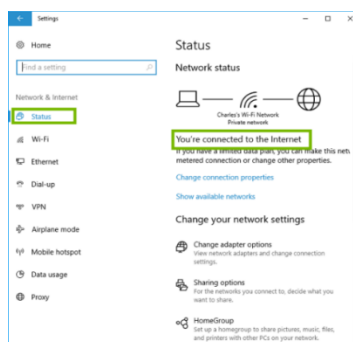 Settings
Home
Find a setting
Network & Internet
Status
Wi-Fi
Ethernet
Dial-up
VPN
Airplane mode
Mobile hotspot
Data usage
Proxy
Status
Network status
Charles's Wi-Fi Network
Private network
You're connected to the Internet
If you have a limited data plan, you can make this net
metered connection or change other properties.
Change connection properties
Show available networks
Change your network settings
Change adapter options
View network adapters and change connection
settings.
Sharing options
For the networks you connect to, decide what you
want to share.
HomeGroup
Set up a homegroup to share pictures, music, files,
and printers with other PCs on your network.